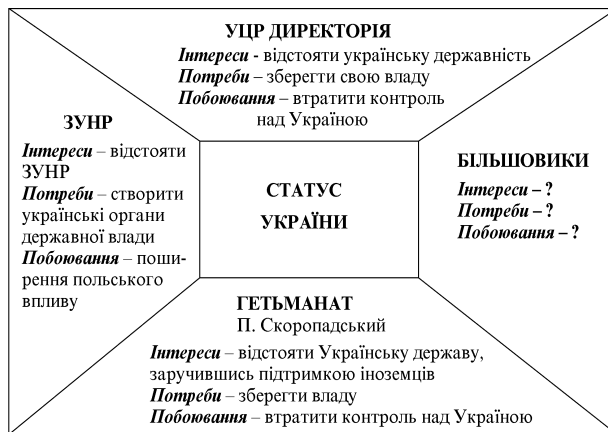 УЦР ДИРЕКТОРІЯ
Інтереси - відстояти українську державність
Потреби – зберегти свою владу
Побоювання – втратити контроль
над Україною
ЗУНР
Інтереси – відстояти
ЗУНР
Потреби – створити
українські органи
державної влади
Побоювання – поши-
рення польського
впливу
СТАТУС
УКРАЇНИ
БІЛЬШОВИКИ
Інтереси – ?
Потреби – ?
Побоювання – ?
ГЕТЬМАНАТ
П. Скоропадський
Інтереси – відстояти Українську державу,
заручившись підтримкою іноземців
Потреби – зберегти владу
Побоювання – втратити контроль над Україною